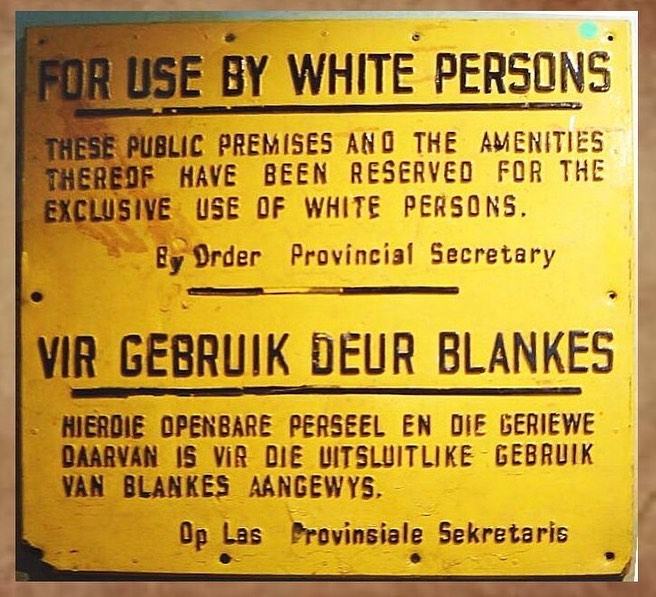 FOR USE BY WHITE PERSONS
THESE PUBLIC PREMISES AND THE AMENITIES
THEREOF HAVE BEEN RESERVED FOR THE
EXCLUSIVE USE OF WHITE PERSONS.
By Order Provincial Secretary
VIR GEBRUIK DEUR BLANKES
HIERDIE OPENBARE PERSEEL EN DIE GERIEWE
DAARVAN IS VIR DIE UITSLUITLIKE GEBRUIK
VAN BLANKES AANGEWYS.
Op Las Provinsiale Sekretaris